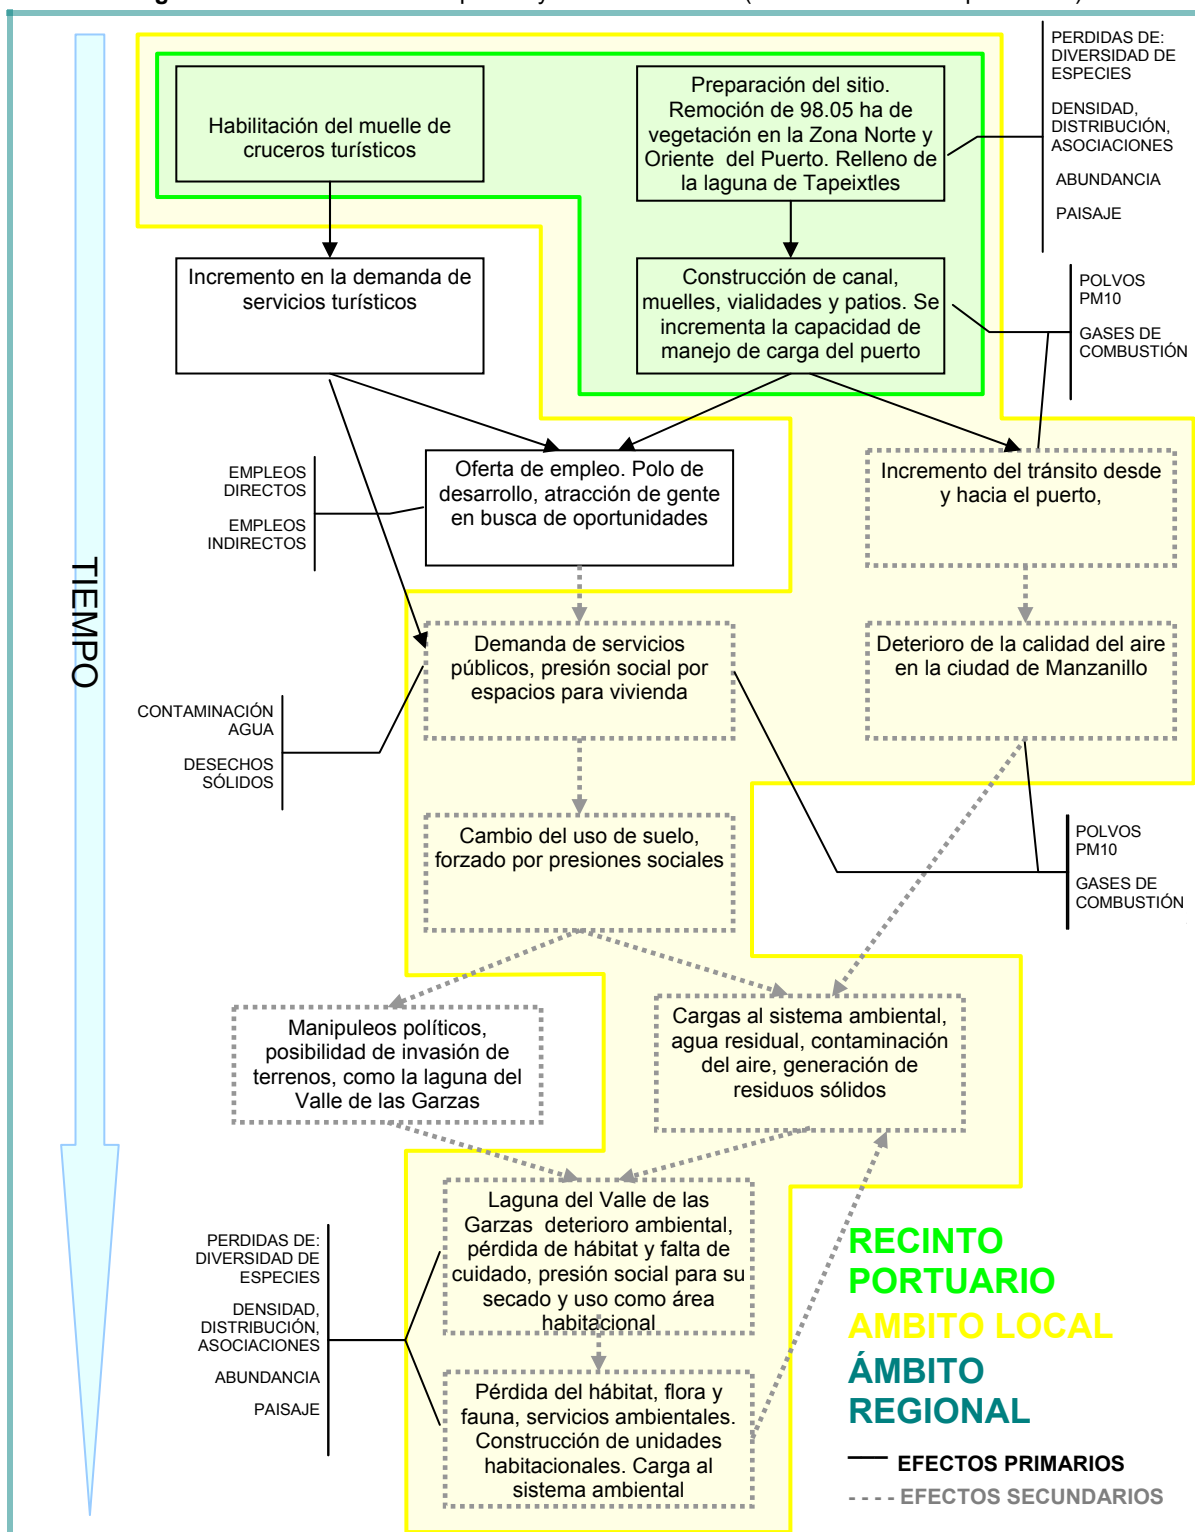 PERDIDAS DE:
DIVERSIDAD DE
ESPECIES
DENSIDAD,
DISTRIBUCIÓN,
ASOCIACIONES
ABUNDANCIA
PAISAJE
Habilitación del muelle de
cruceros turísticos
Preparación del sitio.
Remoción de 98.05 ha de
vegetación en la Zona Norte y
Oriente del Puerto. Relleno de
la laguna de Tapeixtles
Incremento en la demanda de
servicios turísticos
Construcción de canal,
muelles, vialidades y patios. Se
incrementa la capacidad de
manejo de carga del puerto
POLVOS
PM10
GASES DE
COMBUSTIÓN
EMPLEOS
DIRECTOS
EMPLEOS
INDIRECTOS
Oferta de empleo. Polo de
desarrollo, atracción de gente
en busca de oportunidades
Incremento del tránsito desde
y hacia el puerto,
TIEMPO
Demanda de servicios
públicos, presión social por
espacios para vivienda
Deterioro de la calidad del aire
en la ciudad de Manzanillo
CONTAMINACIÓN
AGUA
DESECHOS
SÓLIDOS
Cambio del uso de suelo,
forzado por presiones sociales
POLVOS
PM10
GASES DE
COMBUSTIÓN
Manipuleos políticos,
posibilidad de invasión de
terrenos, como la laguna del
Valle de las Garzas
Cargas al sistema ambiental,
agua residual, contaminación
del aire, generación de
residuos sólidos
Laguna del Valle de las
Garzas deterioro ambiental,
pérdida de hábitat y falta de
cuidado, presión social para su
secado y uso como área
habitacional
PERDIDAS DE:
DIVERSIDAD DE
ESPECIES
DENSIDAD,
DISTRIBUCIÓN,
ASOCIACIONES
ABUNDANCIA
PAISAJE
Pérdida del hábitat, flora y
fauna, servicios ambientales.
Construcción de unidades
habitacionales. Carga al
sistema ambiental
RECINTO
PORTUARIO
AMBITO LOCAL
ÁMBITO
REGIONAL
EFECTOS PRIMARIOS
EFECTOS SECUNDARIOS